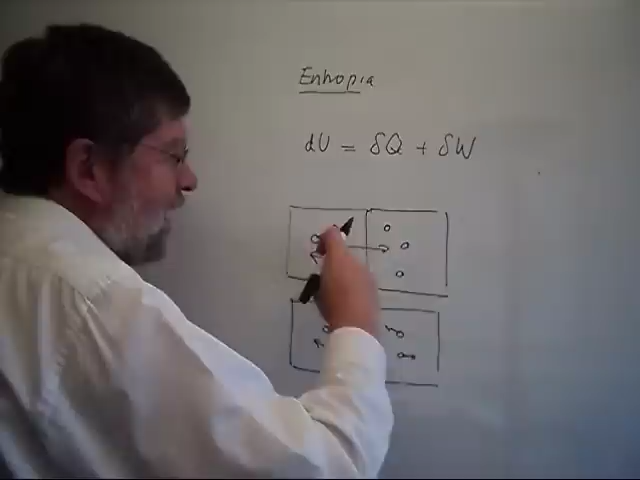 Entropia
dU = δQ + δW